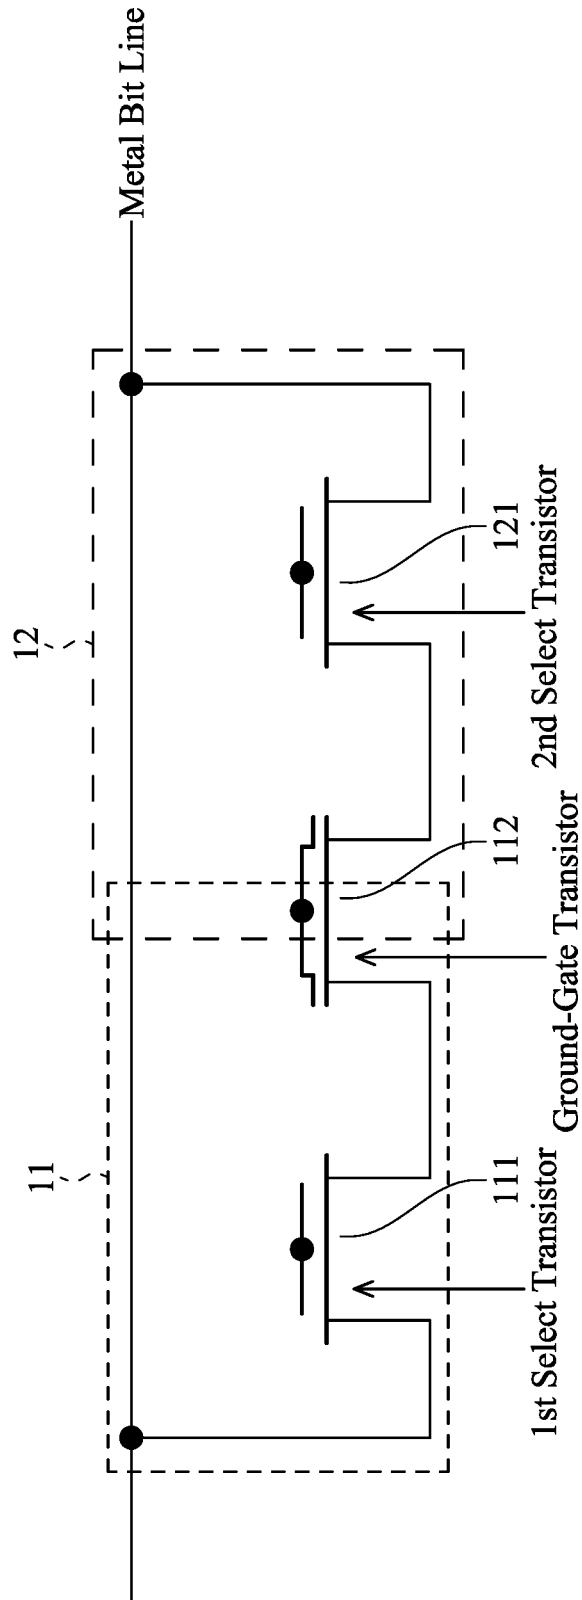 Metal Bit Line
11
12
111
112
121
1st Select Transistor
Ground-Gate Transistor
2nd Select Transistor